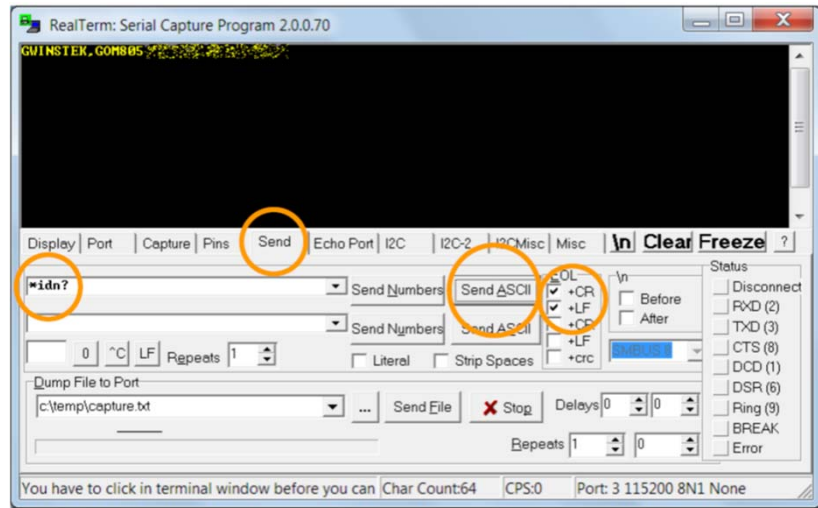 RealTerm: Serial Capture Program 2.0.0.70
GWINSTEK,GOM805
Display Port Capture Pins Send Echo Port I2C I2C-2 I2CMisc Misc \n Clear Freeze ?
*idn? Send Numbers Send ASCII
EOL
+CR
+LF
\n
Before
After
Send Numbers Send ASCII
+CR
+LF
+crc
0 ^C LF Repeats 1 Literal Strip Spaces
SMBUS 8
Dump File to Port
c:\temp\capture.txt ... Send File Stop Delays 0 0
Repeats 1 0
Status
Disconnect
RXD (2)
TXD (3)
CTS (8)
DCD (1)
DSR (6)
Ring (9)
BREAK
Error
You have to click in terminal window before you can Char Count:64 CPS:0 Port: 3 115200 8N1 None